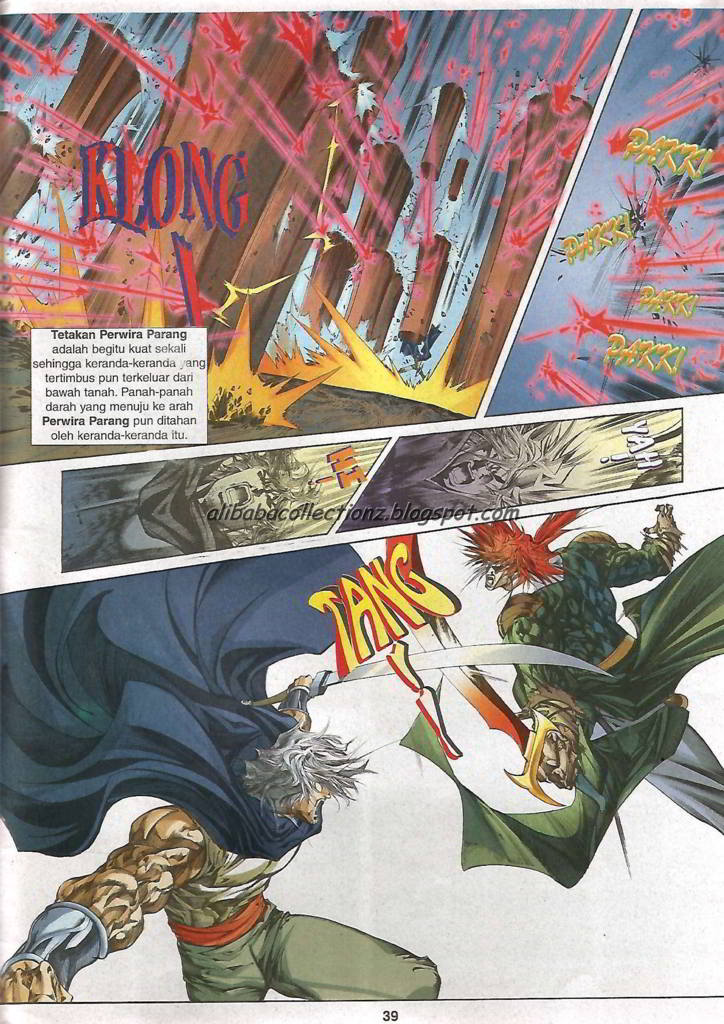 39
KLONG
!
PAKK!
PAKK!
PAKK!
PAKK!
Tetakan Perwira Parang
adalah begitu kuat sekali
sehingga keranda-keranda yang
tertimbus pun terkeluar dari
bawah tanah. Panah-panah
darah yang menuju ke arah
Perwira Parang pun ditahan
oleh keranda-keranda itu.
HE!
YAH!
alibabacollectionz.blogspot.com
TANG!
39